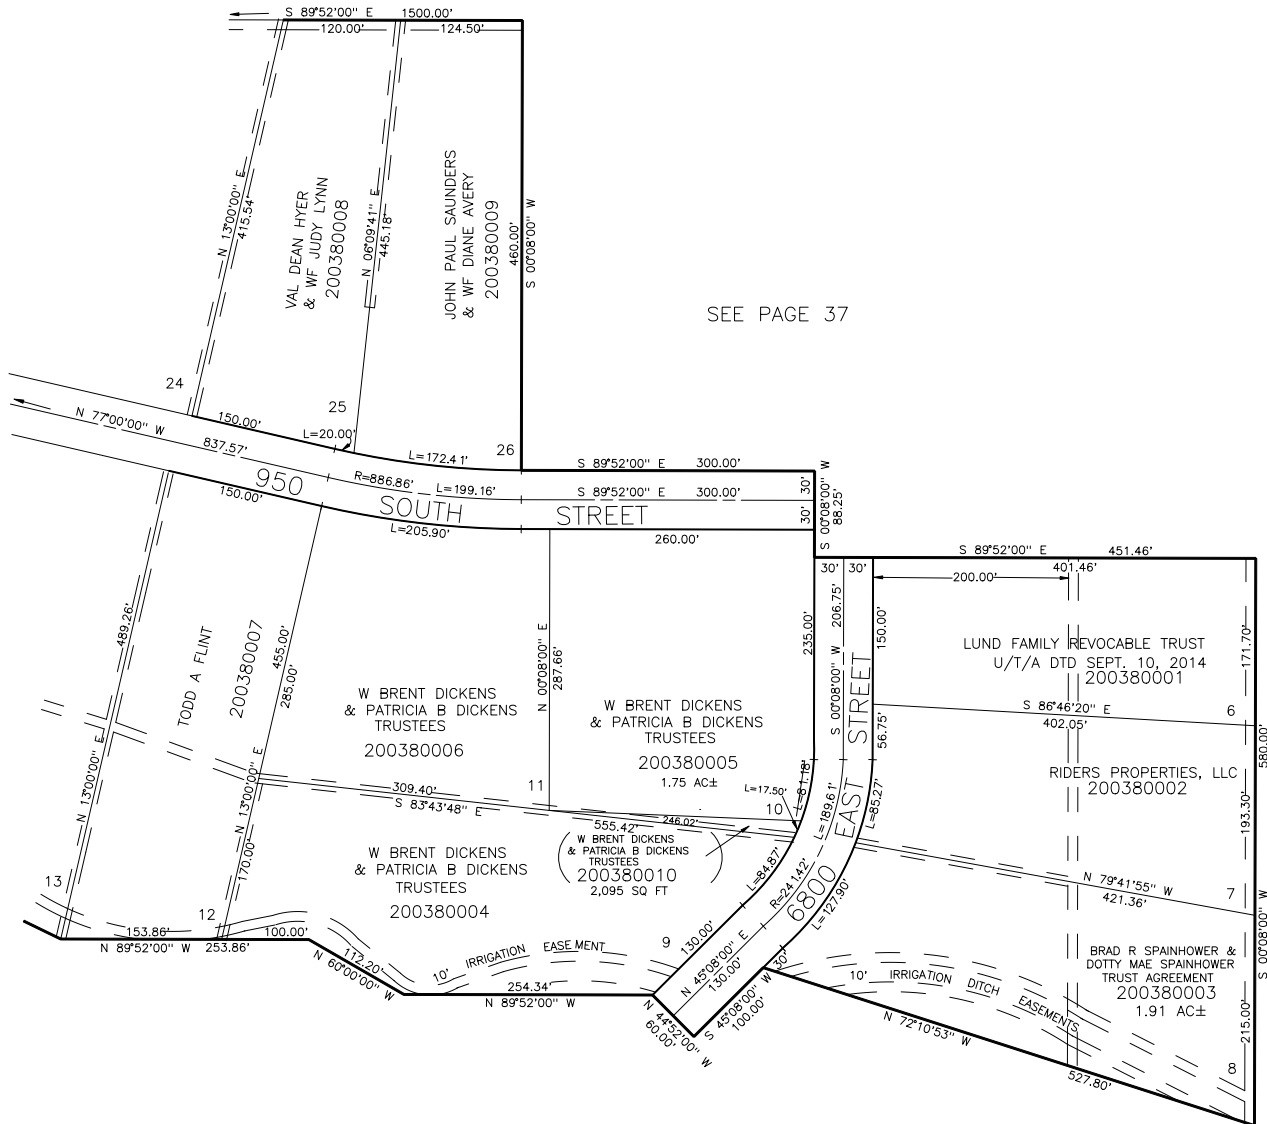 S 89°52'00" E 1500.00'
120.00' 124.50'
N 13°00'00" E
415.54'
VAL DEAN HYER
& WF JUDY LYNN
200380008
N 06°09'41" E
445.18'
JOHN PAUL SAUNDERS
& WF DIANE AVERY
200380009
460.00'
S 00°08'00" W
SEE PAGE 37
24
25
26
N 77°00'00" W
837.57'
150.00'
L=20.00'
L=172.41'
R=886.86'
L=199.16'
950 SOUTH STREET
150.00'
L=205.90'
S 89°52'00" E 300.00'
S 89°52'00" E 300.00'
30'
30'
S 00°08'00" W
88.25'
260.00'
S 89°52'00" E 451.46'
401.46'
200.00'
30' 30'
235.00'
S 00°08'00" W 206.75'
150.00'
56.75'
6800 EAST STREET
LUND FAMILY REVOCABLE TRUST
U/T/A DTD SEPT. 10, 2014
200380001
171.70'
S 86°46'20" E
402.05'
6
580.00'
S 00°08'00" W
RIDERS PROPERTIES, LLC
200380002
193.30'
N 79°41'55" W
421.36'
7
BRAD R SPAINHOWER &
DOTTY MAE SPAINHOWER
TRUST AGREEMENT
200380003
1.91 AC±
215.00'
8
10' IRRIGATION DITCH EASEMENTS
N 72°10'53" W
527.80'
489.26'
N 13°00'00" E
TODD A FLINT
200380007
455.00'
285.00'
N 13°00'00" E
170.00'
W BRENT DICKENS
& PATRICIA B DICKENS
TRUSTEES
200380006
N 00°08'00" E
287.66'
W BRENT DICKENS
& PATRICIA B DICKENS
TRUSTEES
200380005
1.75 AC±
L=17.50'
L=81.18'
L=189.61'
L=85.27'
11
10
309.40'
S 83°43'48" E
555.42'
246.02'
W BRENT DICKENS
& PATRICIA B DICKENS
TRUSTEES
200380010
2,095 SQ FT
W BRENT DICKENS
& PATRICIA B DICKENS
TRUSTEES
200380004
L=84.87'
R=241.42'
L=127.90'
13
12
9
153.86'
N 89°52'00" W 253.86'
100.00'
112.20'
N 60°00'00" W
10' IRRIGATION EASEMENT
254.34'
N 89°52'00" W
130.00'
N 45°08'00" E
130.00'
30'
S 45°08'00" W
100.00'
N 44°52'00" W
60.00'